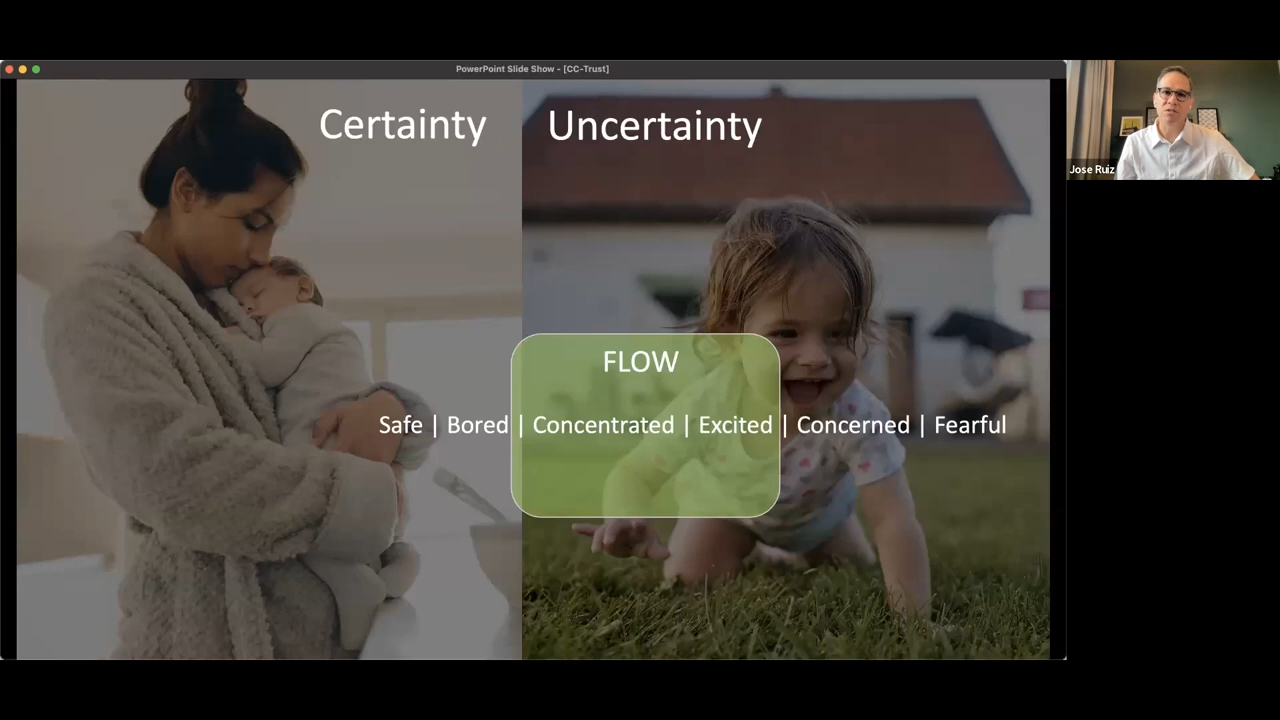 PowerPoint Slide Show - [CC-Trust]
Certainty
Uncertainty
FLOW
Safe | Bored | Concentrated | Excited | Concerned | Fearful
Jose Ruiz